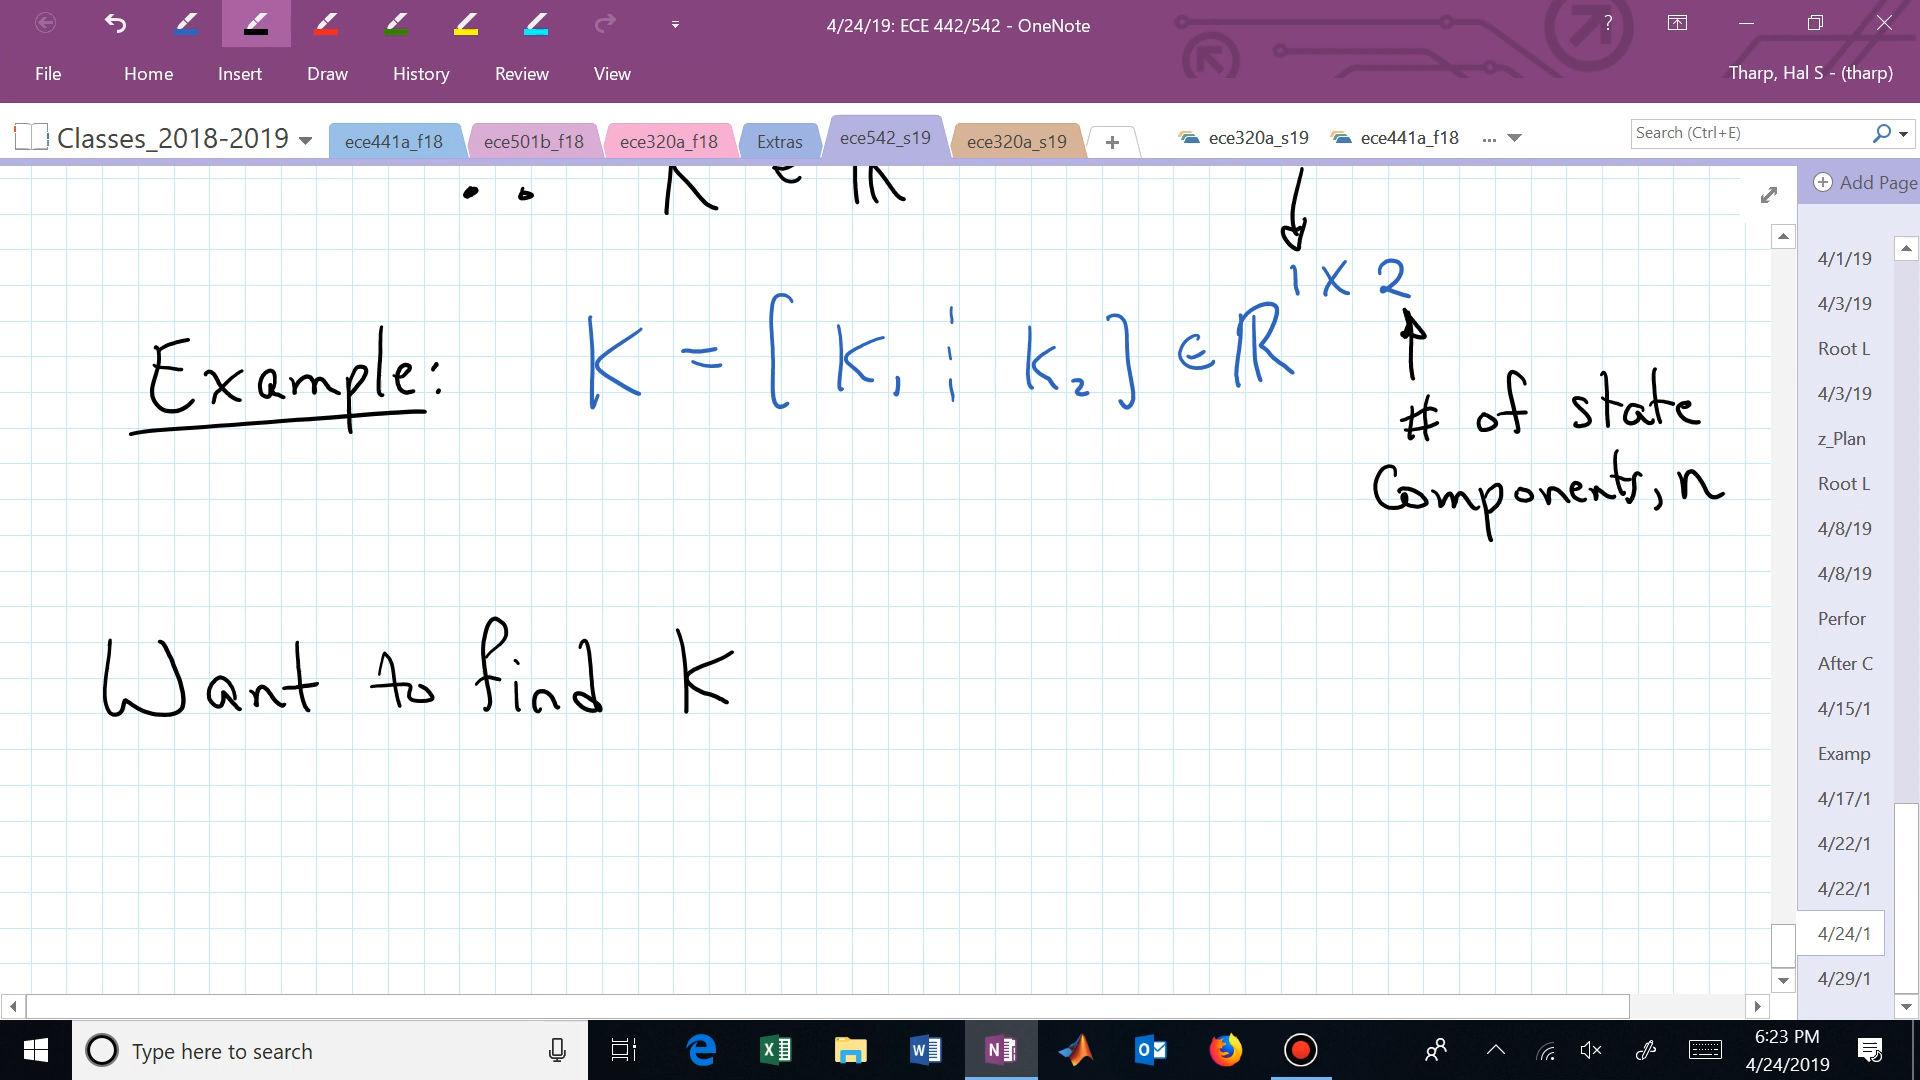 4/24/19: ECE 442/542 - OneNote
?
File Home Insert Draw History Review View
Tharp, Hal S - (tharp)
Classes_2018-2019
ece441a_f18 ece501b_f18 ece320a_f18 Extras ece542_s19 ece320a_s19 + ece320a_s19 ece441a_f18 ...
Search (Ctrl+E)
Add Page
4/1/19
4/3/19
Root L
4/3/19
z_Plan
Root L
4/8/19
4/8/19
Perfor
After C
4/15/1
Examp
4/17/1
4/22/1
4/22/1
4/24/1
4/29/1
K ∈ ℝ
Example: K = [ k₁ ¦ k₂ ] ∈ ℝ^{1 x 2}
# of state
Components, n
Want to find K
Type here to search
6:23 PM
4/24/2019